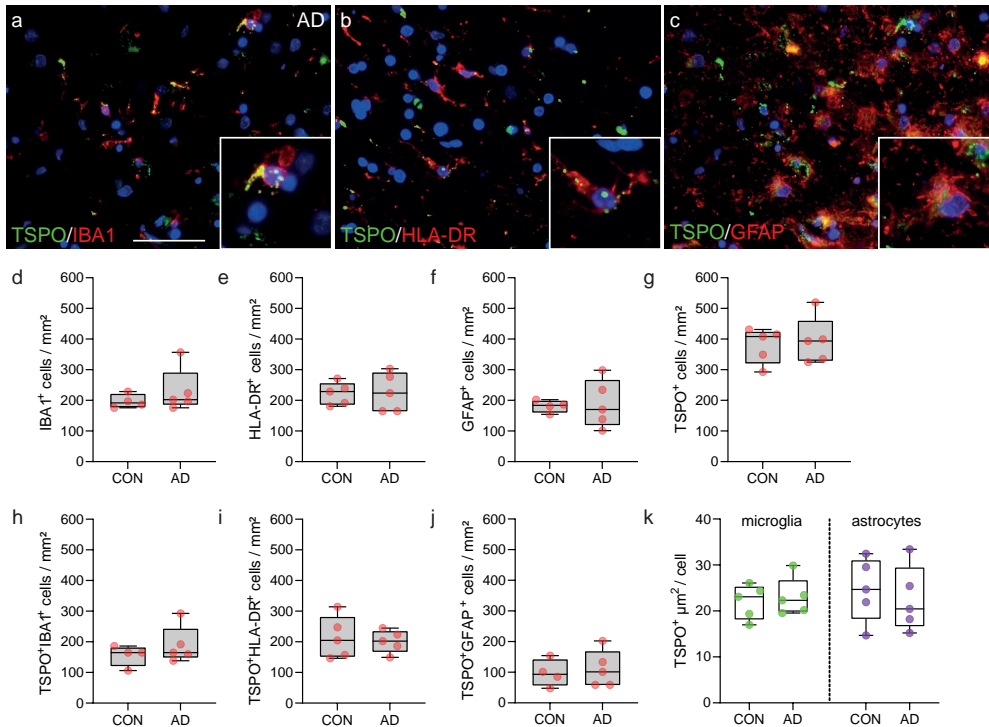 a
AD
TSPO/IBA1
b
TSPO/HLA-DR
c
TSPO/GFAP
d
IBA1⁺ cells / mm²
600
500
400
300
200
100
0
CON
AD
e
HLA-DR⁺ cells / mm²
600
500
400
300
200
100
0
CON
AD
f
GFAP⁺ cells / mm²
600
500
400
300
200
100
0
CON
AD
g
TSPO⁺ cells / mm²
600
500
400
300
200
100
0
CON
AD
h
TSPO⁺IBA1⁺ cells / mm²
600
500
400
300
200
100
0
CON
AD
i
TSPO⁺HLA-DR⁺ cells / mm²
600
500
400
300
200
100
0
CON
AD
j
TSPO⁺GFAP⁺ cells / mm²
600
500
400
300
200
100
0
CON
AD
k
TSPO⁺ µm² / cell
microglia
astrocytes
40
30
20
10
0
CON
AD
CON
AD